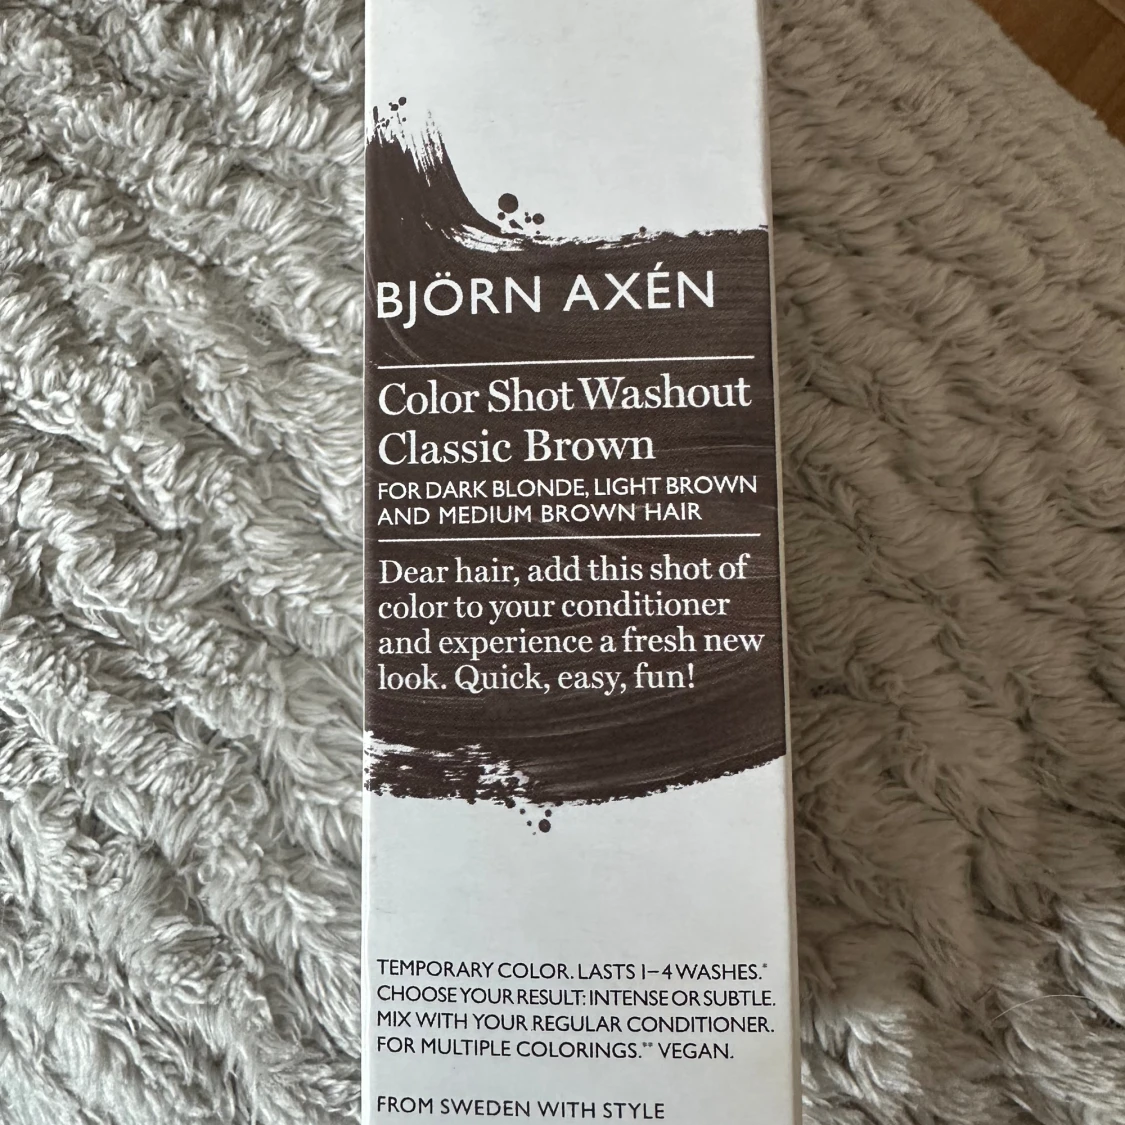 BJÖRN AXÉN
Color Shot Washout
Classic Brown
FOR DARK BLONDE, LIGHT BROWN
AND MEDIUM BROWN HAIR
Dear hair, add this shot of
color to your conditioner
and experience a fresh new
look. Quick, easy, fun!
TEMPORARY COLOR. LASTS 1–4 WASHES.*
CHOOSE YOUR RESULT: INTENSE OR SUBTLE.
MIX WITH YOUR REGULAR CONDITIONER.
FOR MULTIPLE COLORINGS.** VEGAN.
FROM SWEDEN WITH STYLE